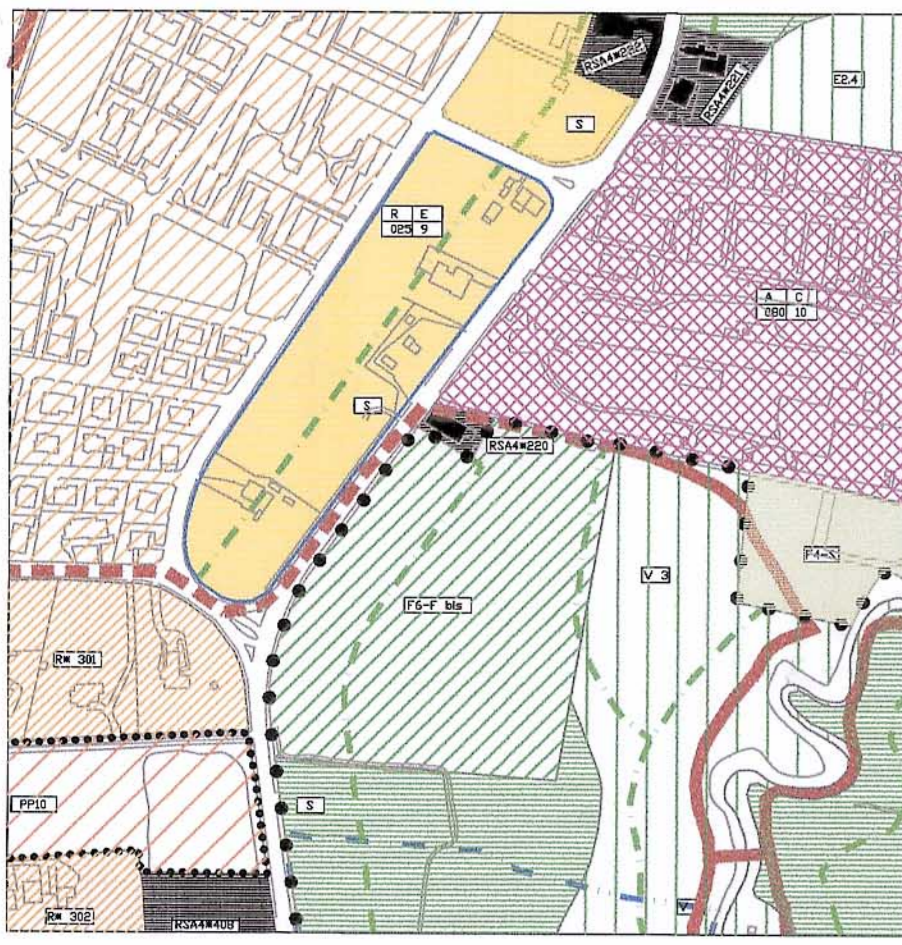 RSA4*222
RSA4*221
E2.4
S
R E
025 9
A C
080 10
S
RSA4*220
F4-S
V 3
F6-F bis
R* 301
PP10
S
R* 302
RSA4*408
V